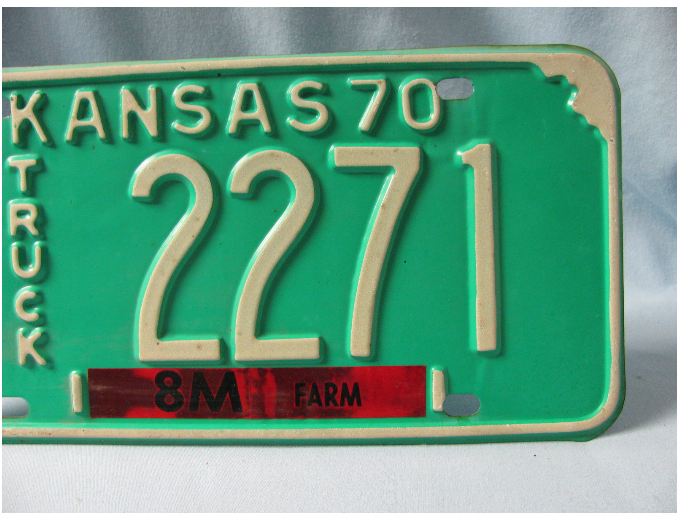 KANSAS 70
TRUCK
2271
8M FARM